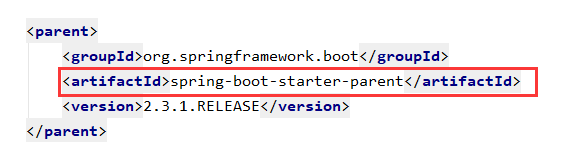 <parent>
<groupId>org.springframework.boot</groupId>
<artifactId>spring-boot-starter-parent</artifactId>
<version>2.3.1.RELEASE</version>
</parent>